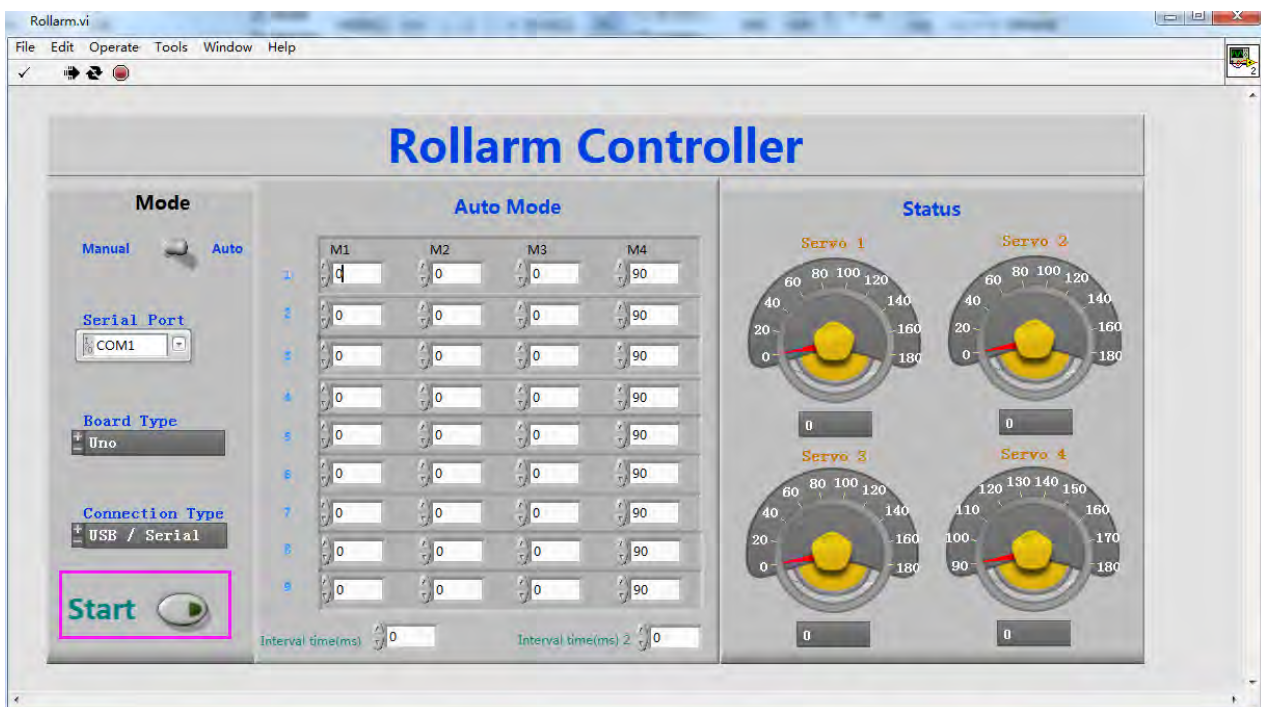 Rollarm.vi
File Edit Operate Tools Window Help
2
Rollarm Controller
Mode
Manual Auto
Serial Port
COM1
Board Type
Uno
Connection Type
USB / Serial
Start
Auto Mode
M1 M2 M3 M4
1 0 0 0 90
2 0 0 0 90
3 0 0 0 90
4 0 0 0 90
5 0 0 0 90
6 0 0 0 90
7 0 0 0 90
8 0 0 0 90
9 0 0 0 90
Interval time(ms) 0 Interval time(ms) 2 0
Status
Servo 1
0 20 40 60 80 100 120 140 160 180
0
Servo 2
0 20 40 60 80 100 120 140 160 180
0
Servo 3
0 20 40 60 80 100 120 140 160 180
0
Servo 4
90 100 110 120 130 140 150 160 170 180
0